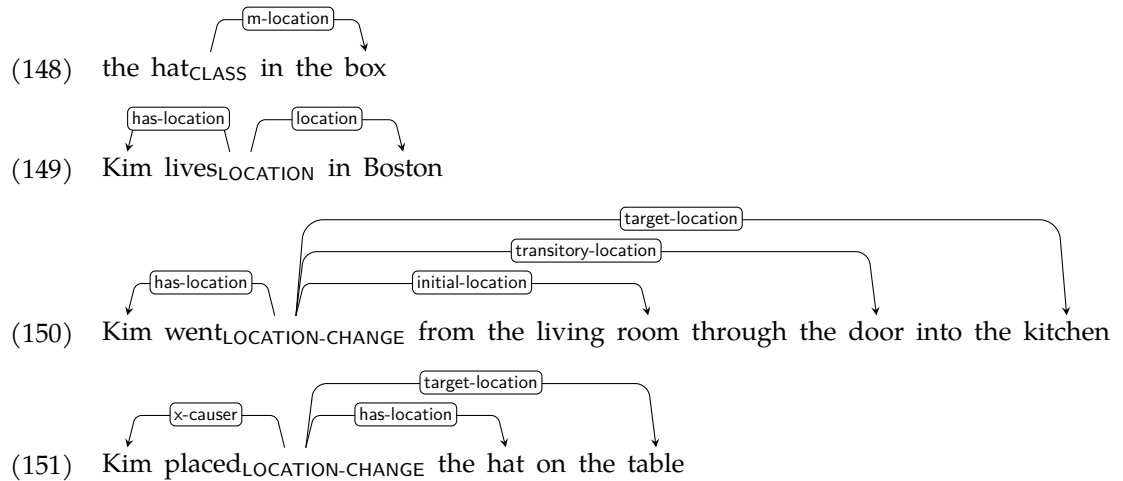 m-location
(148) the hatCLASS in the box
has-location location
(149) Kim livesLOCATION in Boston
target-location
transitory-location
has-location initial-location
(150) Kim wentLOCATION-CHANGE from the living room through the door into the kitchen
target-location
x-causer has-location
(151) Kim placedLOCATION-CHANGE the hat on the table